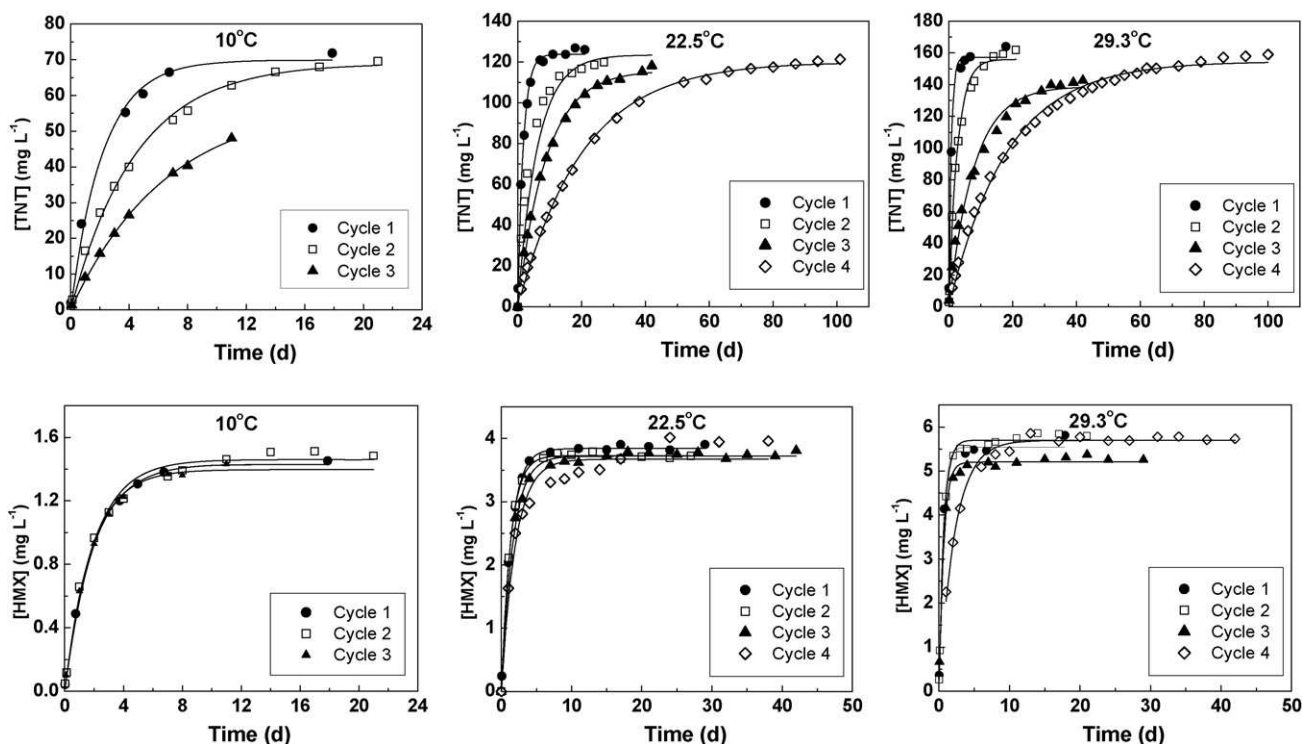 10°C
[TNT] (mg L⁻¹)
80
70
60
50
40
30
20
10
0
0 4 8 12 16 20 24
Time (d)
Cycle 1
Cycle 2
Cycle 3
22.5°C
[TNT] (mg L⁻¹)
140
120
100
80
60
40
20
0
0 20 40 60 80 100
Time (d)
Cycle 1
Cycle 2
Cycle 3
Cycle 4
29.3°C
[TNT] (mg L⁻¹)
180
160
140
120
100
80
60
40
20
0
0 20 40 60 80 100
Time (d)
Cycle 1
Cycle 2
Cycle 3
Cycle 4
10°C
[HMX] (mg L⁻¹)
1.6
1.2
0.8
0.4
0.0
0 4 8 12 16 20 24
Time (d)
Cycle 1
Cycle 2
Cycle 3
22.5°C
[HMX] (mg L⁻¹)
4
3
2
1
0
0 10 20 30 40 50
Time (d)
Cycle 1
Cycle 2
Cycle 3
Cycle 4
29.3°C
[HMX] (mg L⁻¹)
6
5
4
3
2
1
0
0 10 20 30 40 50
Time (d)
Cycle 1
Cycle 2
Cycle 3
Cycle 4